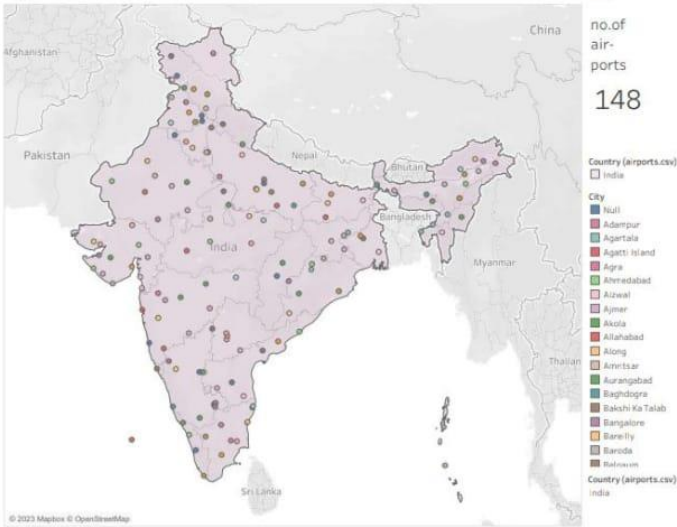 China
Afghanistan
Pakistan
Nepal
Bhutan
Bangladesh
India
Myanmar
Thailan
Sri Lanka
© 2023 Mapbox © OpenStreetMap
no.of
air-
ports
148
Country (airports.csv)
India
City
Null
Adampur
Agartala
Agatti Island
Agra
Ahmedabad
Aizwal
Ajmer
Akola
Allahabad
Along
Amritsar
Aurangabad
Baghdogra
Bakshi Ka Talab
Bangalore
Bareilly
Baroda
Belgaum
Country (airports.csv)
India